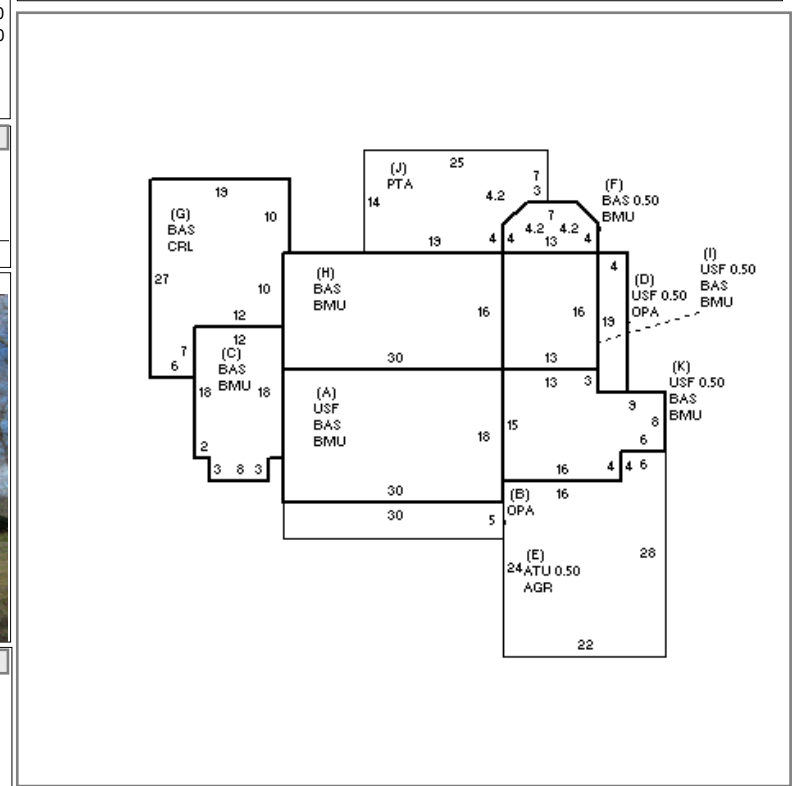 25
(J)
PTA
7
3
4.2
14
19
4
(F)
BAS 0.50
BMU
7
4.2
4.2
4
13
4
19
(G)
BAS
CRL
10
27
10
12
7
6
(H)
BAS
BMU
16
30
16
13
4
(D)
USF 0.50
OPA
19
(I)
USF 0.50
BAS
BMU
12
(C)
BAS
BMU
18
18
2
3
8
3
(A)
USF
BAS
BMU
18
30
13
3
15
9
8
6
16
4
(K)
USF 0.50
BAS
BMU
30
5
(B)
OPA
16
4
6
(E)
ATU 0.50
AGR
24
28
22